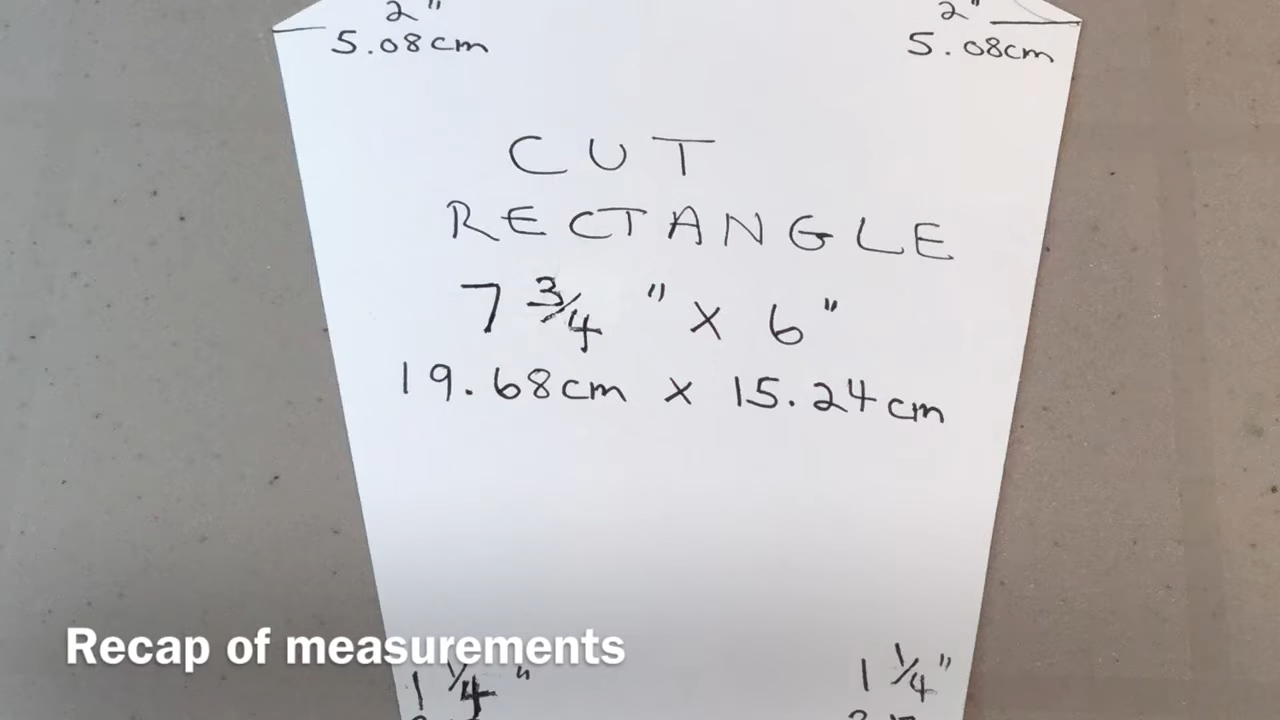 2" 2"
5.08cm 5.08cm
CUT
RECTANGLE
7 3/4" x 6"
19.68cm x 15.24cm
Recap of measurements
1 1/4" 1 1/4"